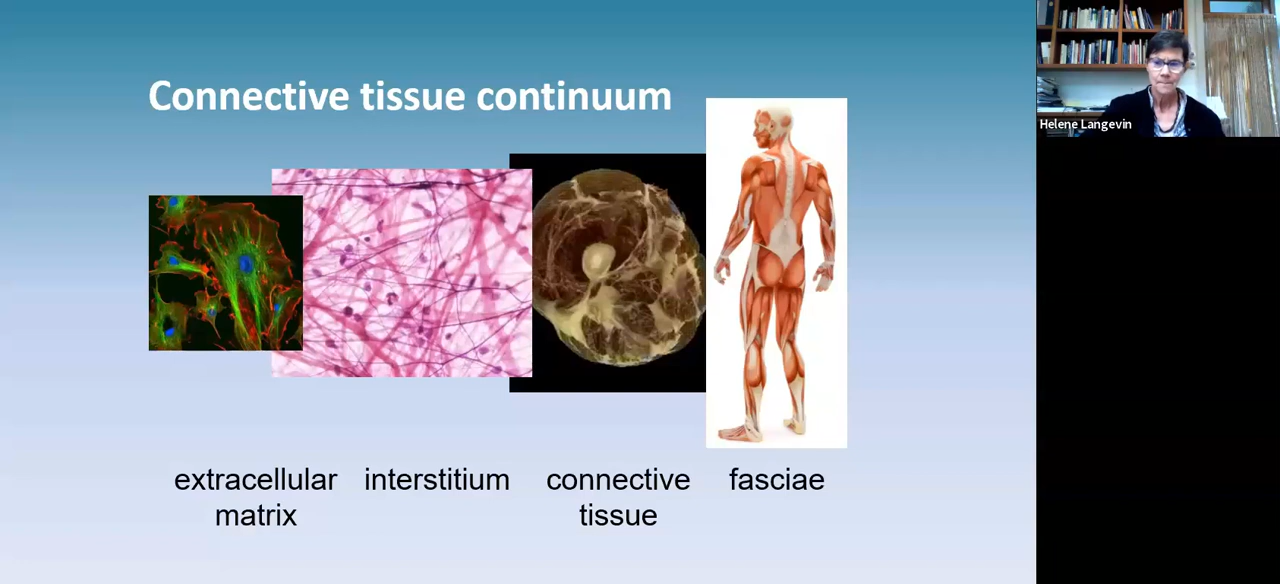 Connective tissue continuum
Helene Langevin
extracellular
matrix
interstitium
connective
tissue
fasciae